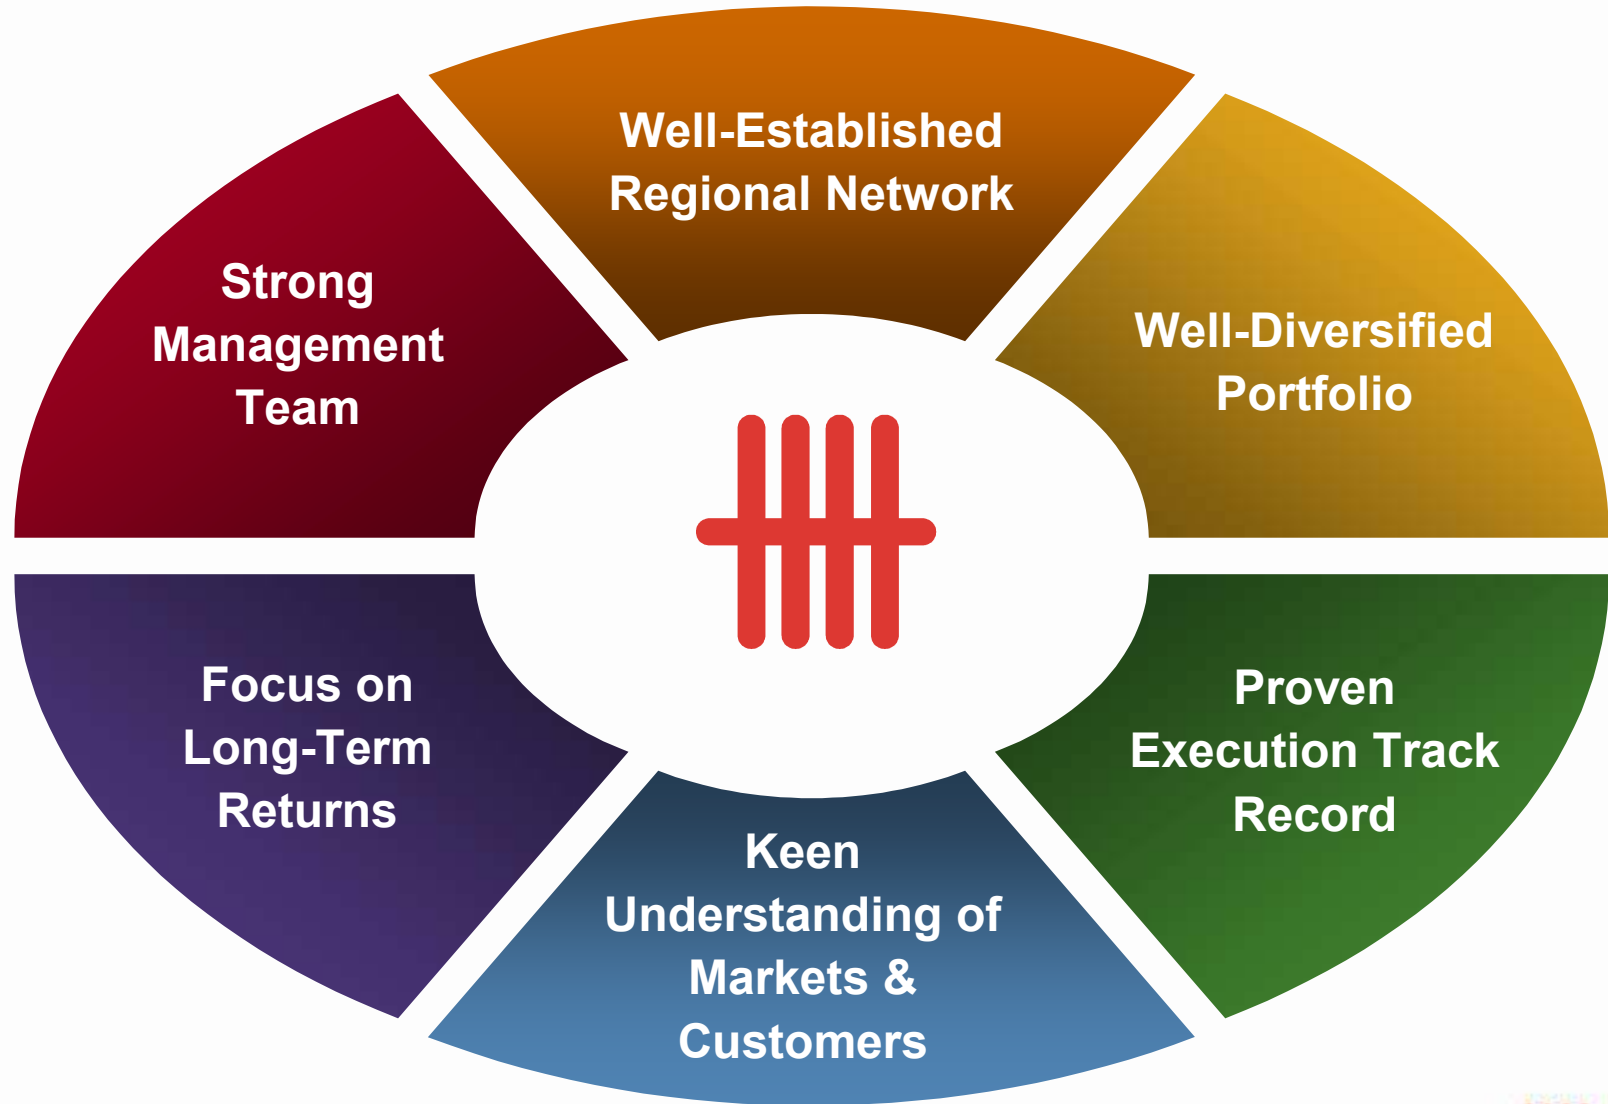 Well-Established
Regional Network
Well-Diversified
Portfolio
Proven
Execution Track
Record
Keen
Understanding of
Markets &
Customers
Focus on
Long-Term
Returns
Strong
Management
Team